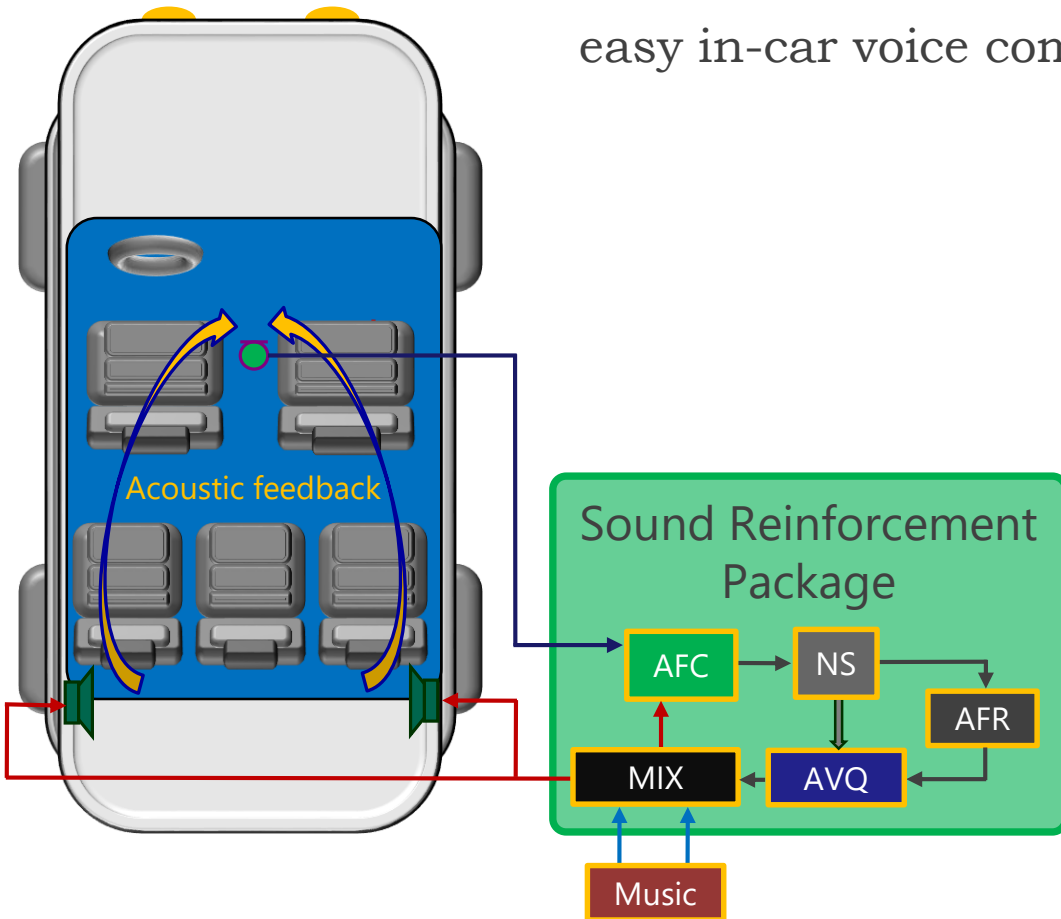 easy in-car voice con
Acoustic feedback
Sound Reinforcement
Package
AFC
NS
AFR
MIX
AVQ
Music